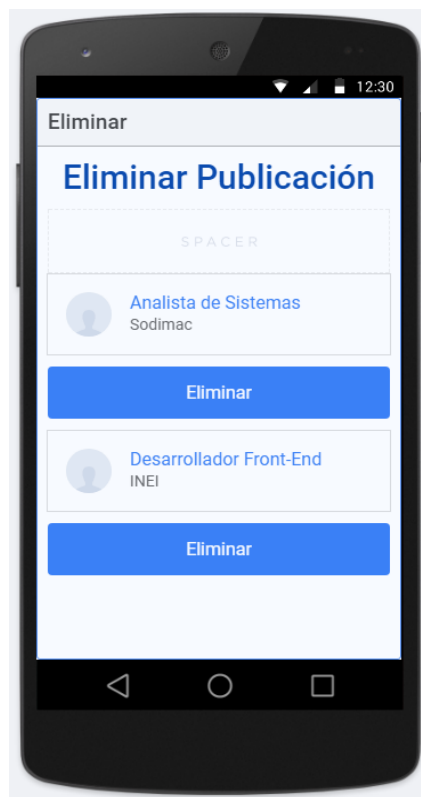 12:30
Eliminar
Eliminar Publicación
SPACER
Analista de Sistemas
Sodimac
Eliminar
Desarrollador Front-End
INEI
Eliminar